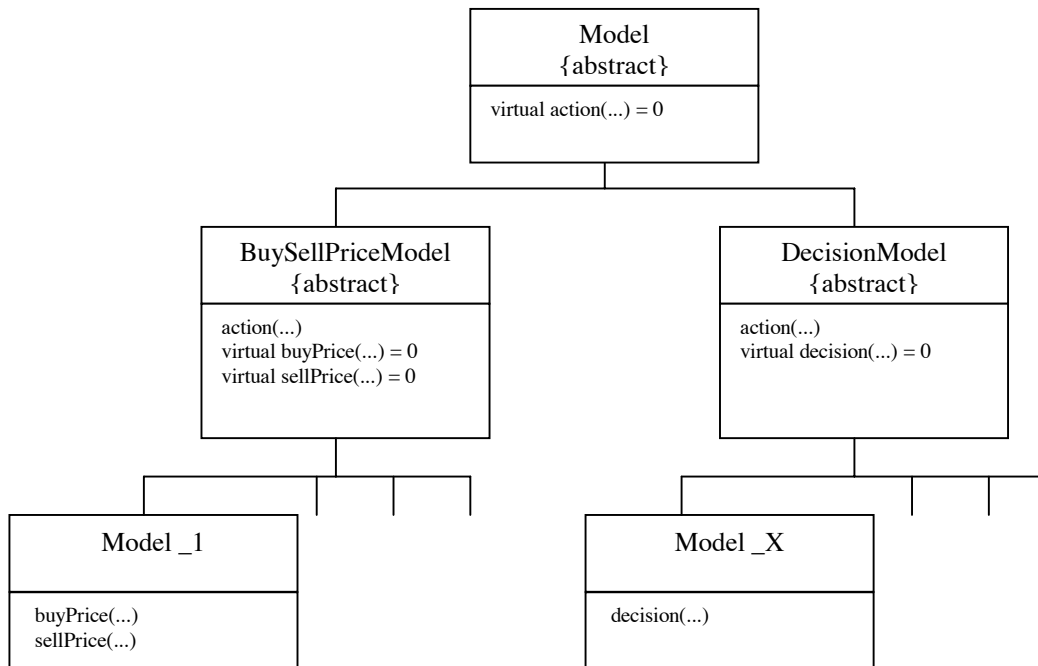 Model
{abstract}
virtual action(...) = 0
BuySellPriceModel
{abstract}
action(...)
virtual buyPrice(...) = 0
virtual sellPrice(...) = 0
DecisionModel
{abstract}
action(...)
virtual decision(...) = 0
Model _1
buyPrice(...)
sellPrice(...)
Model _X
decision(...)